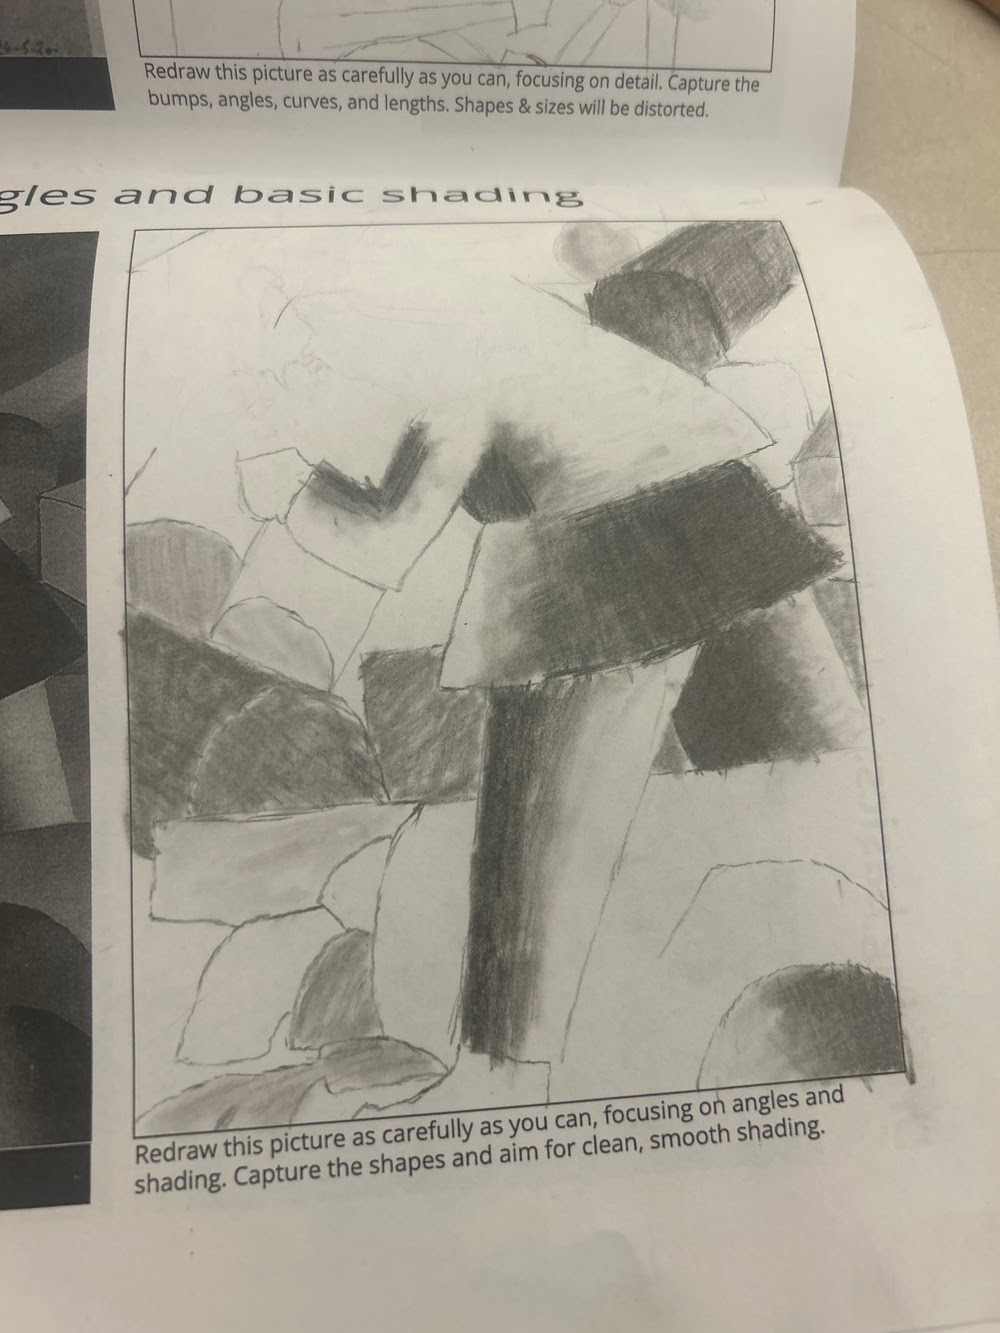 Redraw this picture as carefully as you can, focusing on detail. Capture the
bumps, angles, curves, and lengths. Shapes & sizes will be distorted.
and basic shading
Redraw this picture as carefully as you can, focusing on angles and
shading. Capture the shapes and aim for clean, smooth shading.